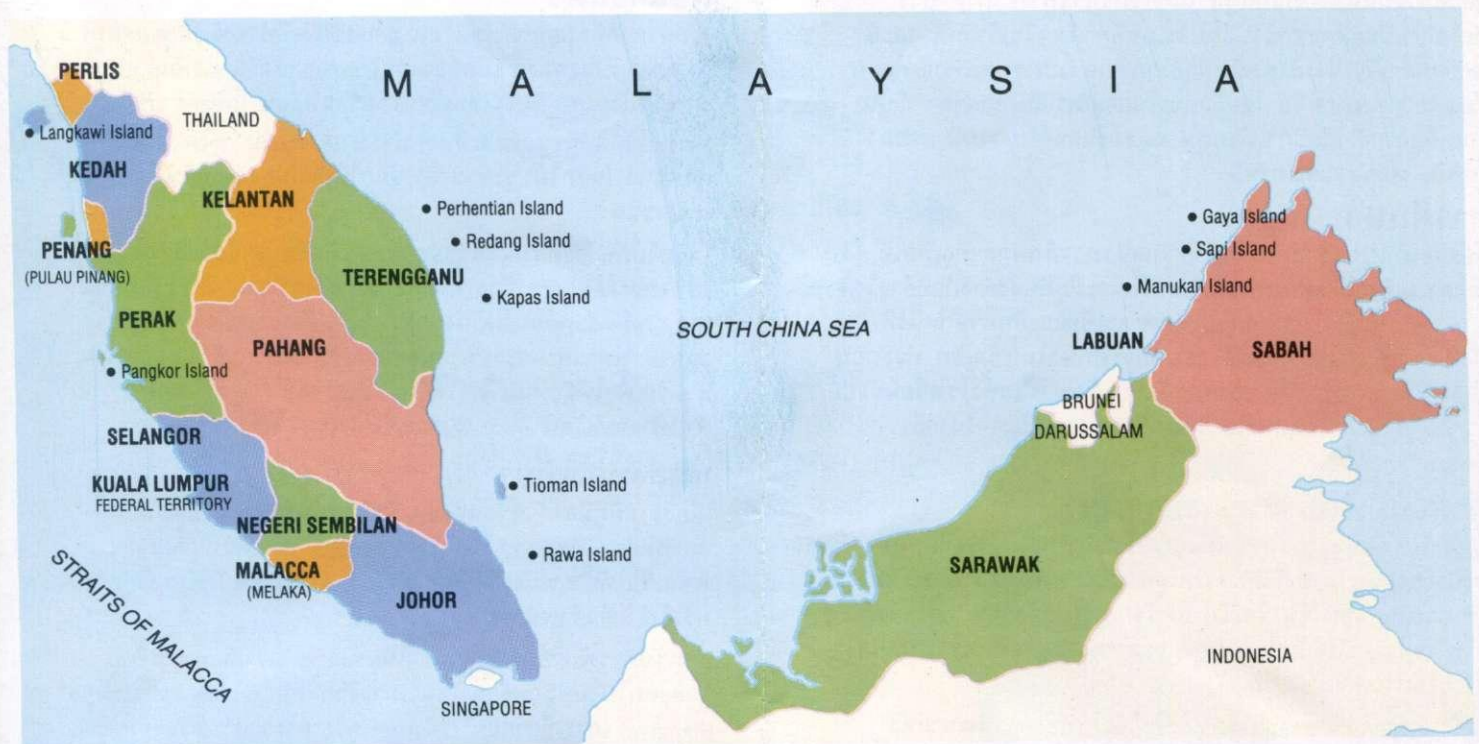 MALAYSIA
PERLIS
THAILAND
Langkawi Island
KEDAH
KELANTAN
Perhentian Island
Redang Island
PENANG
(PULAU PINANG)
TERENGGANU
Kapas Island
PERAK
PAHANG
Pangkor Island
SELANGOR
KUALA LUMPUR
FEDERAL TERRITORY
NEGERI SEMBILAN
MALACCA
(MELAKA)
JOHOR
Tioman Island
Rawa Island
STRAITS OF MALACCA
SINGAPORE
SOUTH CHINA SEA
Gaya Island
Sapi Island
Manukan Island
LABUAN
SABAH
BRUNEI
DARUSSALAM
SARAWAK
INDONESIA